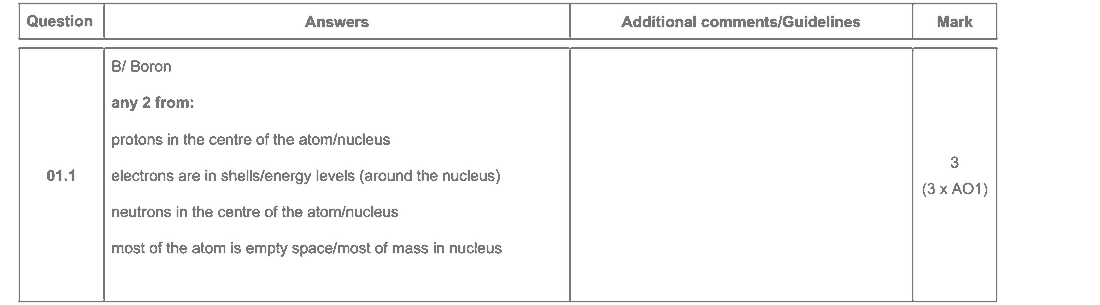 Question Answers Additional comments/Guidelines Mark
B/ Boron
any 2 from:
protons in the centre of the atom/nucleus
01.1 electrons are in shells/energy levels (around the nucleus)
neutrons in the centre of the atom/nucleus
most of the atom is empty space/most of mass in nucleus
3
(3 x AO1)